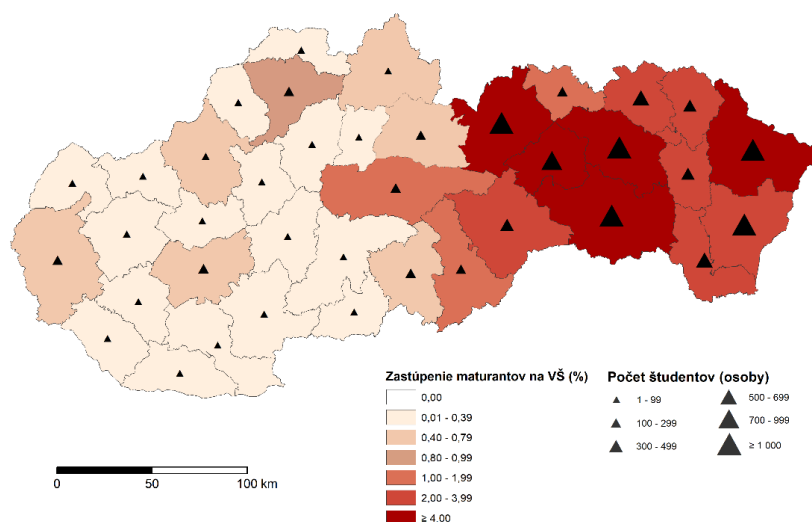 Zastúpenie maturantov na VŠ (%)
0,00
0,01 - 0,39
0,40 - 0,79
0,80 - 0,99
1,00 - 1,99
2,00 - 3,99
≥ 4.00
Počet študentov (osoby)
1 - 99
100 - 299
300 - 499
500 - 699
700 - 999
≥ 1 000
0
50
100 km